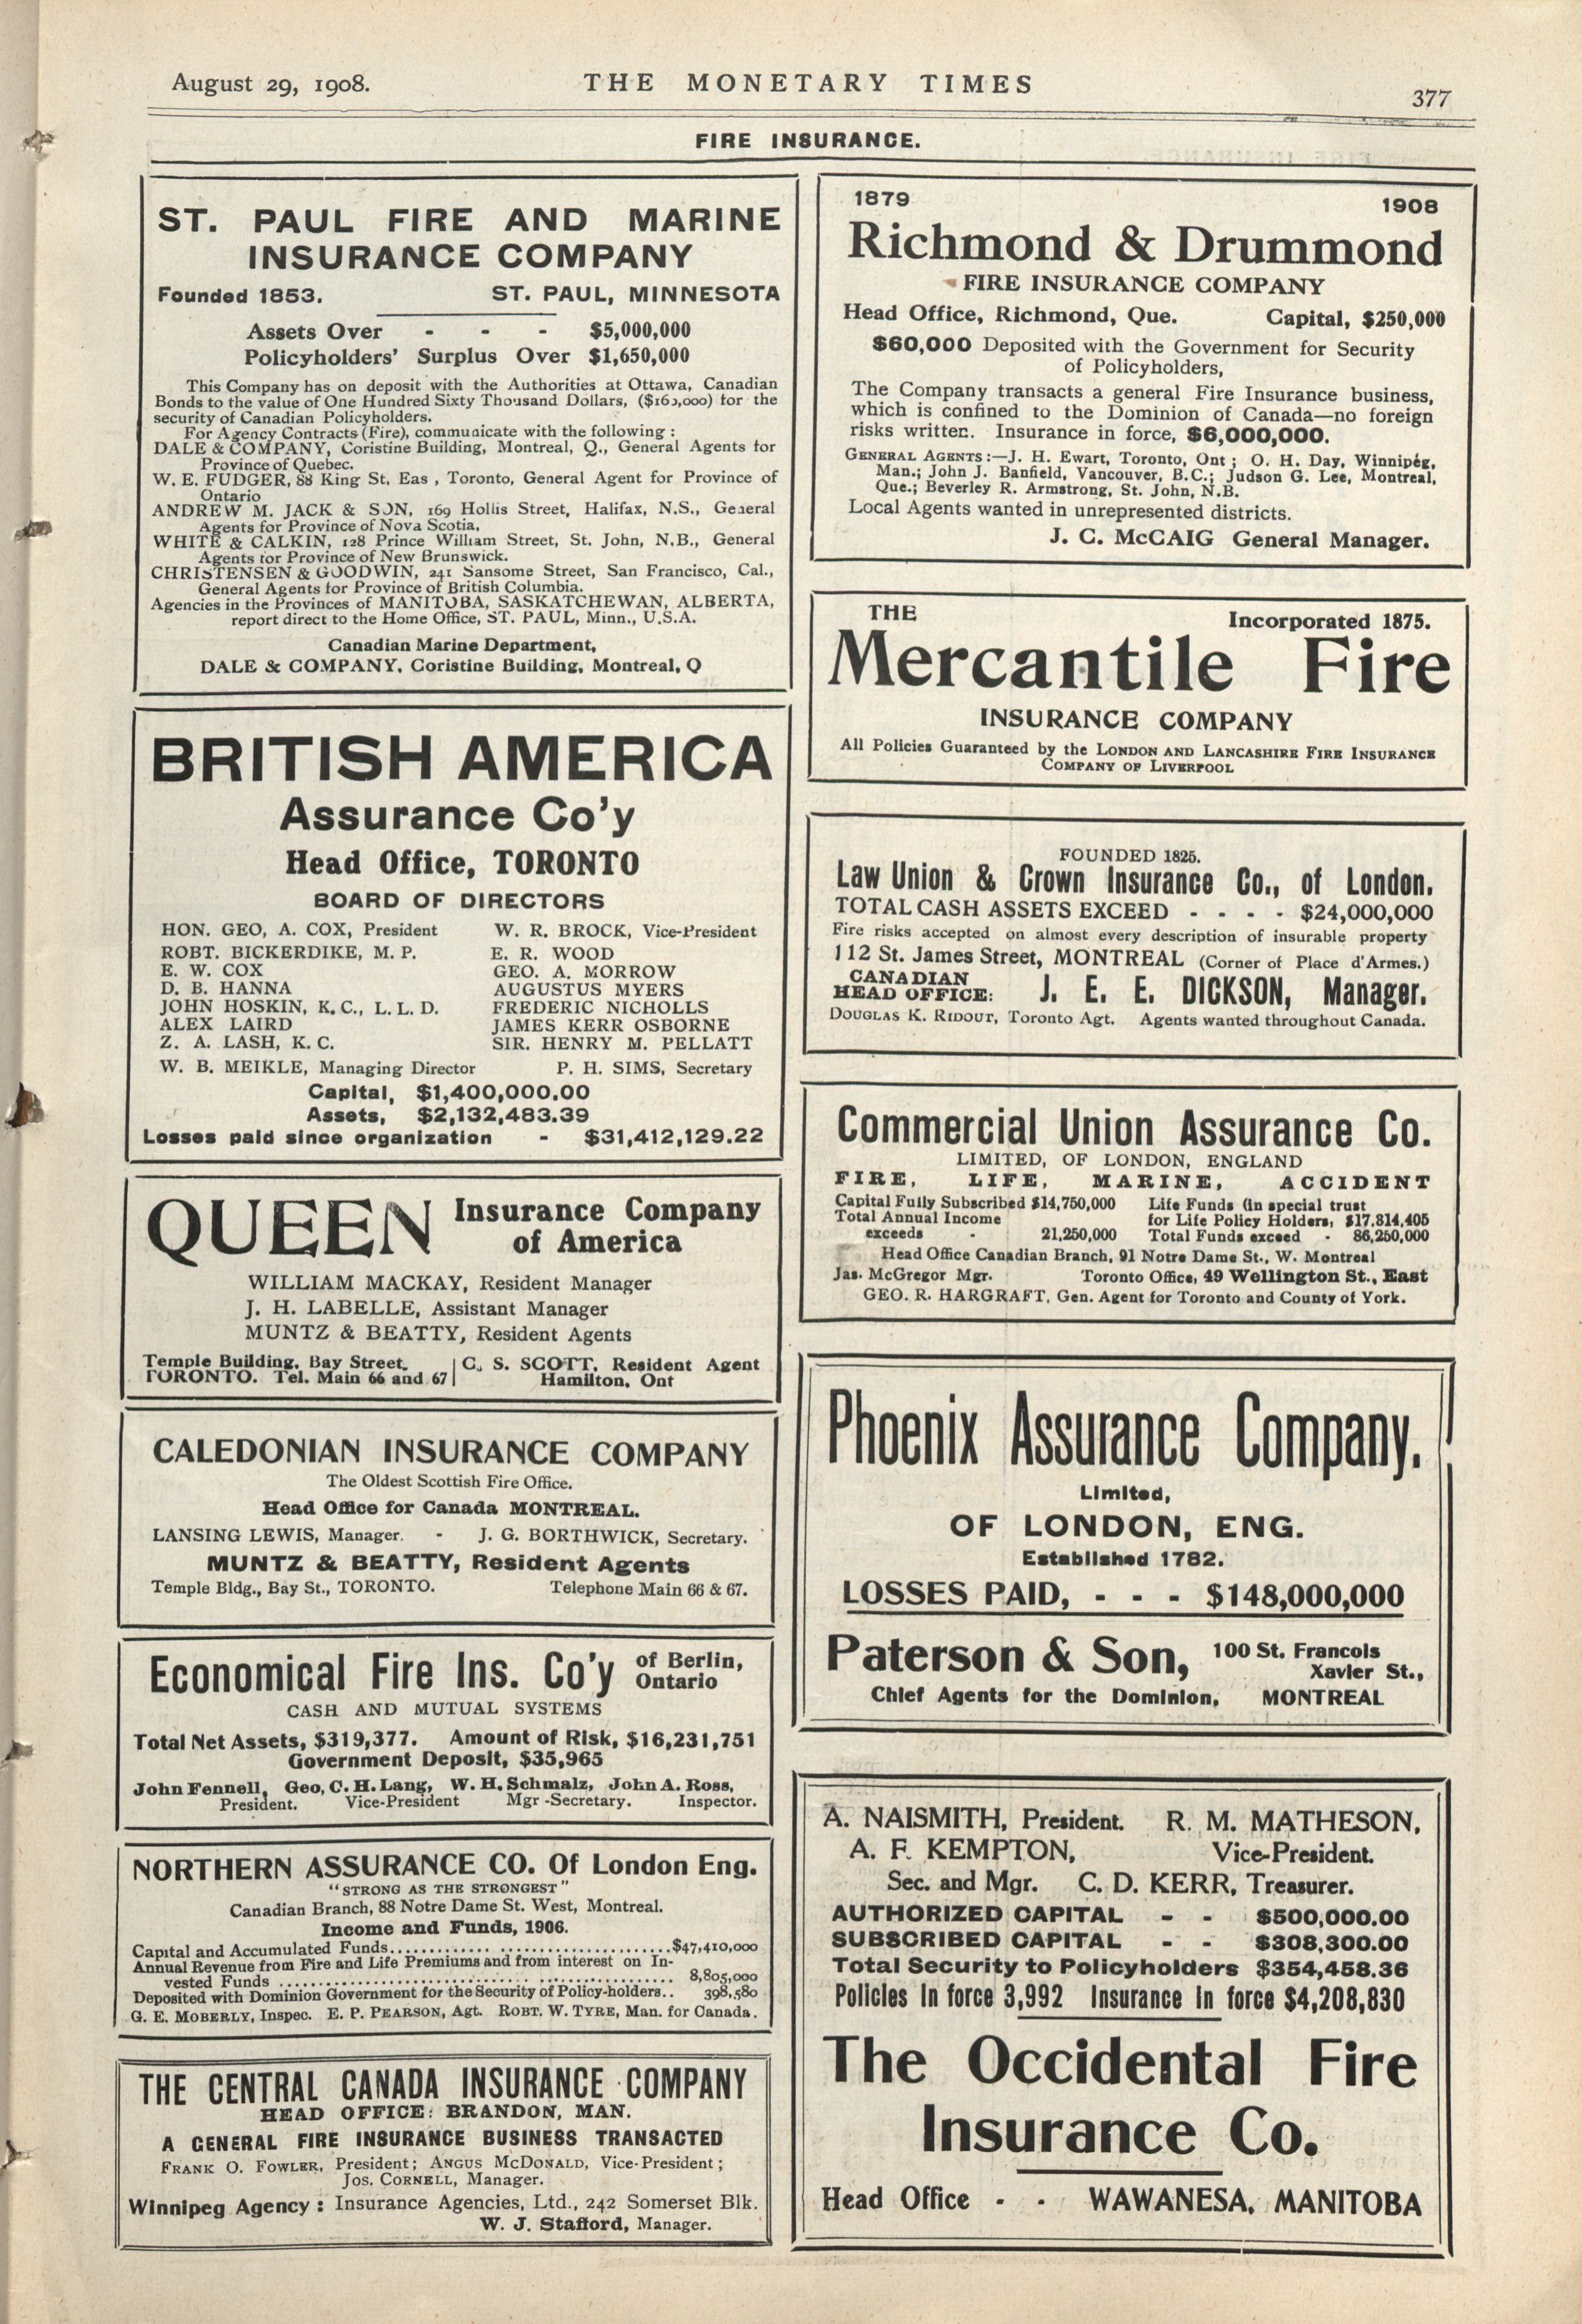 August 29, 1908.
THE MONETARY TIMES
377
FIRE INSURANCE.
ST. PAUL FIRE AND MARINE
INSURANCE COMPANY
Founded 1853. ST. PAUL, MINNESOTA
Assets Over - - - $5,000,000
Policyholders' Surplus Over $1,650,000
This Company has on deposit with the Authorities at Ottawa, Canadian
Bonds to the value of One Hundred Sixty Thousand Dollars, ($160,000) for the
security of Canadian Policyholders.
For Agency Contracts (Fire), communicate with the following :
DALE & COMPANY, Coristine Building, Montreal, Q., General Agents for
Province of Quebec.
W. E. FUDGER, 88 King St, Eas , Toronto, General Agent for Province of
Ontario
ANDREW M. JACK & SON, 169 Hollis Street, Halifax, N.S., General
Agents for Province of Nova Scotia,
WHITE & CALKIN, 128 Prince William Street, St. John, N.B., General
Agents for Province of New Brunswick.
CHRISTENSEN & GOODWIN, 241 Sansome Street, San Francisco, Cal.,
General Agents for Province of British Columbia.
Agencies in the Provinces of MANITOBA, SASKATCHEWAN, ALBERTA,
report direct to the Home Office, ST. PAUL, Minn., U.S.A.
Canadian Marine Department,
DALE & COMPANY, Coristine Building, Montreal, Q
BRITISH AMERICA
Assurance Co'y
Head Office, TORONTO
BOARD OF DIRECTORS
HON. GEO, A. COX, President W. R. BROCK, Vice-President
ROBT. BICKERDIKE, M. P. E. R. WOOD
E. W. COX GEO. A. MORROW
D. B. HANNA AUGUSTUS MYERS
JOHN HOSKIN, K. C., L. L. D. FREDERIC NICHOLLS
ALEX LAIRD JAMES KERR OSBORNE
Z. A. LASH, K. C. SIR. HENRY M. PELLATT
W. B. MEIKLE, Managing Director P. H. SIMS, Secretary
Capital, $1,400,000.00
Assets, $2,132,483.39
Losses paid since organization - $31,412,129.22
QUEEN Insurance Company
of America
WILLIAM MACKAY, Resident Manager
J. H. LABELLE, Assistant Manager
MUNTZ & BEATTY, Resident Agents
Temple Building, Bay Street, C. S. SCOTT, Resident Agent
TORONTO. Tel. Main 66 and 67 Hamilton, Ont
CALEDONIAN INSURANCE COMPANY
The Oldest Scottish Fire Office.
Head Office for Canada MONTREAL.
LANSING LEWIS, Manager. - J. G. BORTHWICK, Secretary.
MUNTZ & BEATTY, Resident Agents
Temple Bldg., Bay St., TORONTO. Telephone Main 66 & 67.
Economical Fire Ins. Co'y of Berlin,
Ontario
CASH AND MUTUAL SYSTEMS
Total Net Assets, $319,377. Amount of Risk, $16,231,751
Government Deposit, $35,965
John Fennell, Geo, C. H. Lang, W. H. Schmalz, John A. Ross,
President. Vice-President Mgr -Secretary. Inspector.
NORTHERN ASSURANCE CO. Of London Eng.
"STRONG AS THE STRONGEST"
Canadian Branch, 88 Notre Dame St. West, Montreal.
Income and Funds, 1906.
Capital and Accumulated Funds.............. ......................$47,410,000
Annual Revenue from Fire and Life Premiums and from interest on In-
vested Funds ............................................................ 8,805,000
Deposited with Dominion Government for the Security of Policy-holders.. 398,580
G. E. MOBERLY, Inspec. E. P. PEARSON, Agt. ROBT. W. TYRE, Man. for Canada.
THE CENTRAL CANADA INSURANCE COMPANY
HEAD OFFICE: BRANDON, MAN.
A GENERAL FIRE INSURANCE BUSINESS TRANSACTED
FRANK O. FOWLER, President; ANGUS MCDONALD, Vice-President;
JOS. CORNELL, Manager.
Winnipeg Agency : Insurance Agencies, Ltd., 242 Somerset Blk.
W. J. Stafford, Manager.
1879 1908
Richmond & Drummond
FIRE INSURANCE COMPANY
Head Office, Richmond, Que. Capital, $250,000
$60,000 Deposited with the Government for Security
of Policyholders,
The Company transacts a general Fire Insurance business,
which is confined to the Dominion of Canada—no foreign
risks written. Insurance in force, $6,000,000.
GENERAL AGENTS:—J. H. Ewart, Toronto, Ont; O. H. Day, Winnipeg,
Man.; John J. Banfield, Vancouver, B.C.; Judson G. Lee, Montreal,
Que.; Beverley R. Armstrong, St. John, N.B.
Local Agents wanted in unrepresented districts.
J. C. McCAIG General Manager.
THE Incorporated 1875.
Mercantile Fire
INSURANCE COMPANY
All Policies Guaranteed by the LONDON AND LANCASHIRE FIRE INSURANCE
COMPANY OF LIVERPOOL
FOUNDED 1825.
Law Union & Crown Insurance Co., of London.
TOTAL CASH ASSETS EXCEED - - - - $24,000,000
Fire risks accepted on almost every description of insurable property
112 St. James Street, MONTREAL (Corner of Place d'Armes.)
CANADIAN
HEAD OFFICE: J. E. E. DICKSON, Manager.
DOUGLAS K. RIDOUR, Toronto Agt. Agents wanted throughout Canada.
Commercial Union Assurance Co.
LIMITED, OF LONDON, ENGLAND
FIRE, LIFE, MARINE, ACCIDENT
Capital Fully Subscribed $14,750,000 Life Funds (in special trust
Total Annual Income for Life Policy Holders, $17,814,405
exceeds - 21,250,000 Total Funds exceed - 86,250,000
Head Office Canadian Branch, 91 Notre Dame St., W. Montreal
Jas. McGregor Mgr. Toronto Office, 49 Wellington St., East
GEO. R. HARGRAFT, Gen. Agent for Toronto and County of York.
Phoenix Assurance Company,
Limited,
OF LONDON, ENG.
Established 1782.
LOSSES PAID, - - - $148,000,000
Paterson & Son, 100 St. Francois
Xavier St.,
Chief Agents for the Dominion, MONTREAL
A. NAISMITH, President. R. M. MATHESON,
A. F. KEMPTON, Vice-President.
Sec. and Mgr. C. D. KERR, Treasurer.
AUTHORIZED CAPITAL - - $500,000.00
SUBSCRIBED CAPITAL - - $308,300.00
Total Security to Policyholders $354,458.36
Policies in force 3,992 Insurance in force $4,208,830
The Occidental Fire
Insurance Co.
Head Office - - WAWANESA, MANITOBA